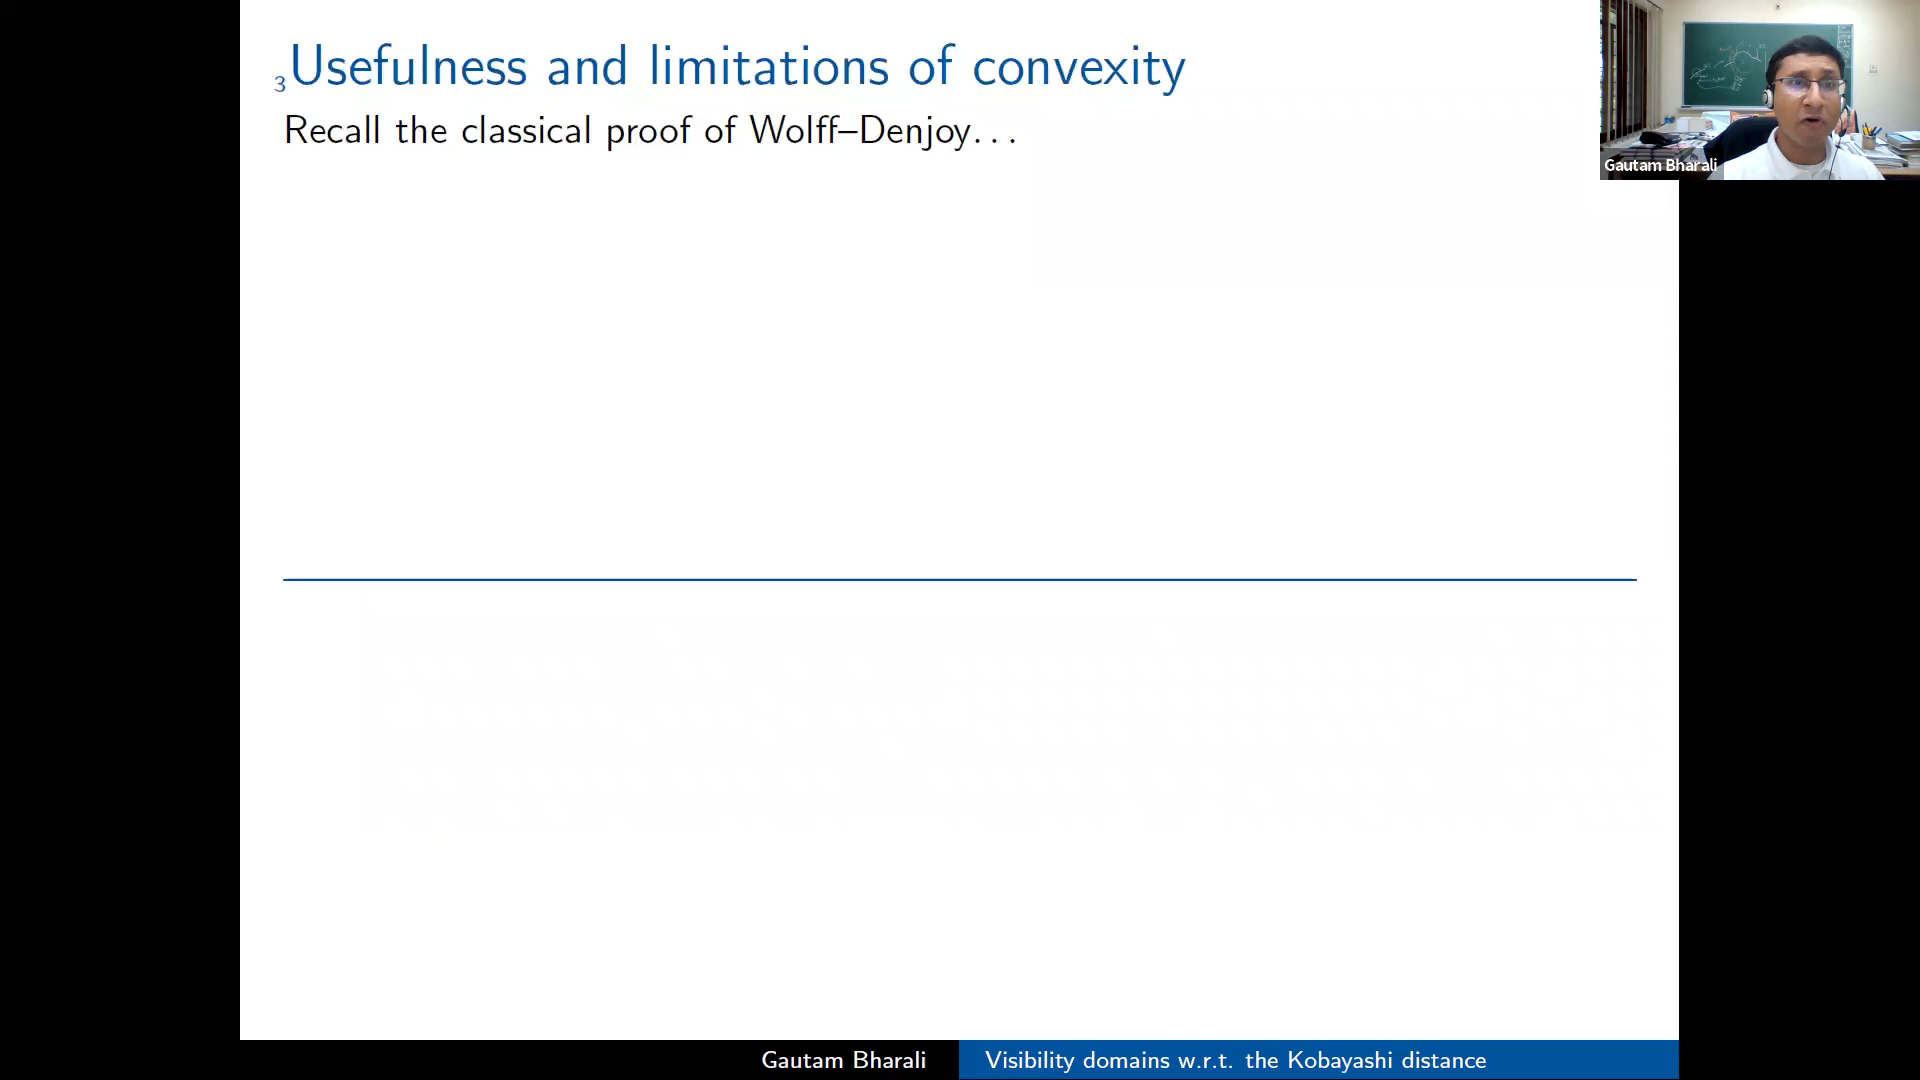 3 Usefulness and limitations of convexity
Recall the classical proof of Wolff–Denjoy...
Gautam Bharali
Gautam Bharali
Visibility domains w.r.t. the Kobayashi distance